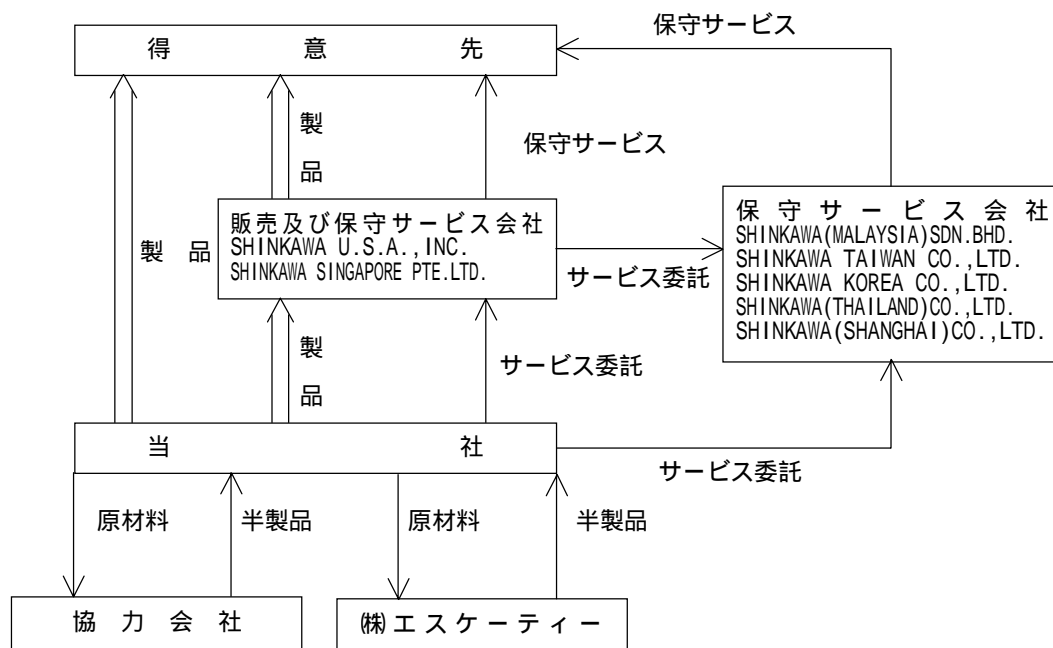 保守サービス
得意先
製品
保守サービス
販売及び保守サービス会社
SHINKAWA U.S.A.,INC.
SHINKAWA SINGAPORE PTE.LTD.
保守サービス会社
SHINKAWA(MALAYSIA)SDN.BHD.
SHINKAWA TAIWAN CO.,LTD.
SHINKAWA KOREA CO.,LTD.
SHINKAWA(THAILAND)CO.,LTD.
SHINKAWA(SHANGHAI)CO.,LTD.
製品
サービス委託
製品
サービス委託
当社
サービス委託
原材料
半製品
原材料
半製品
協力会社
㈱エスケーティー